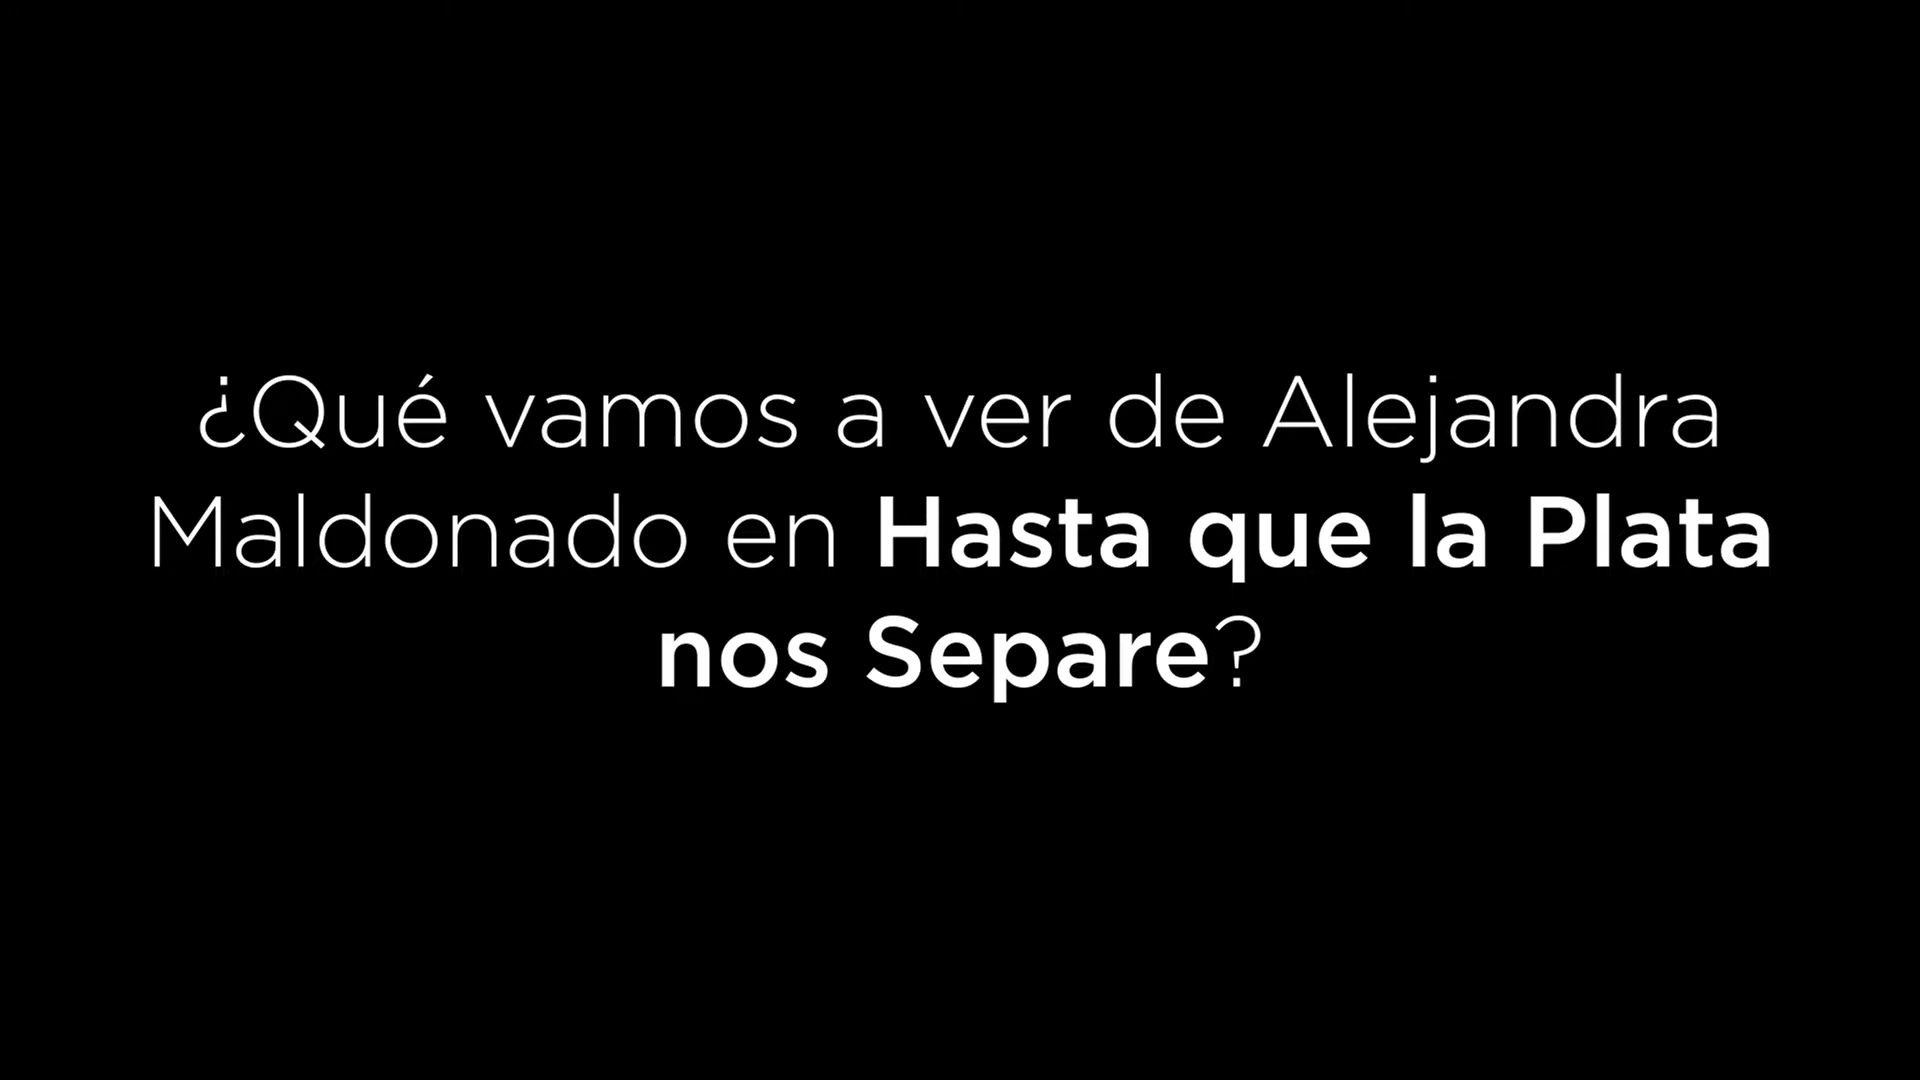 ¿Qué vamos a ver de Alejandra
Maldonado en Hasta que la Plata
nos Separe?